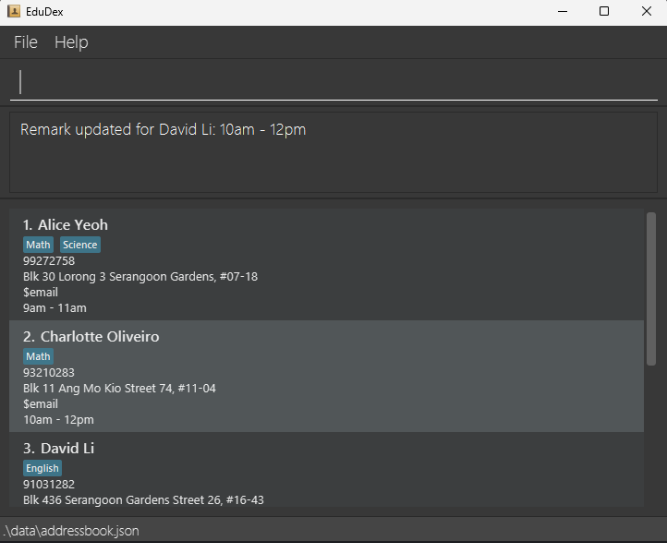 EduDex
File Help
Remark updated for David Li: 10am - 12pm
1. Alice Yeoh
Math Science
99272758
Blk 30 Lorong 3 Serangoon Gardens, #07-18
$email
9am - 11am
2. Charlotte Oliveiro
Math
93210283
Blk 11 Ang Mo Kio Street 74, #11-04
$email
10am - 12pm
3. David Li
English
91031282
Blk 436 Serangoon Gardens Street 26, #16-43
.\data\addressbook.json